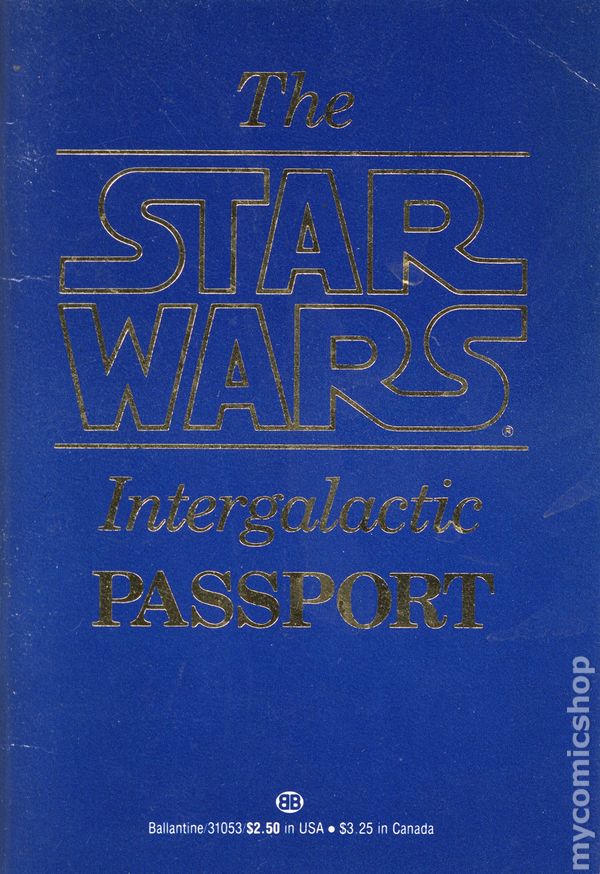 The
STAR
WARS®
Intergalactic
PASSPORT
BB
Ballantine/31053/$2.50 in USA ● $3.25 in Canada
mycomicshop